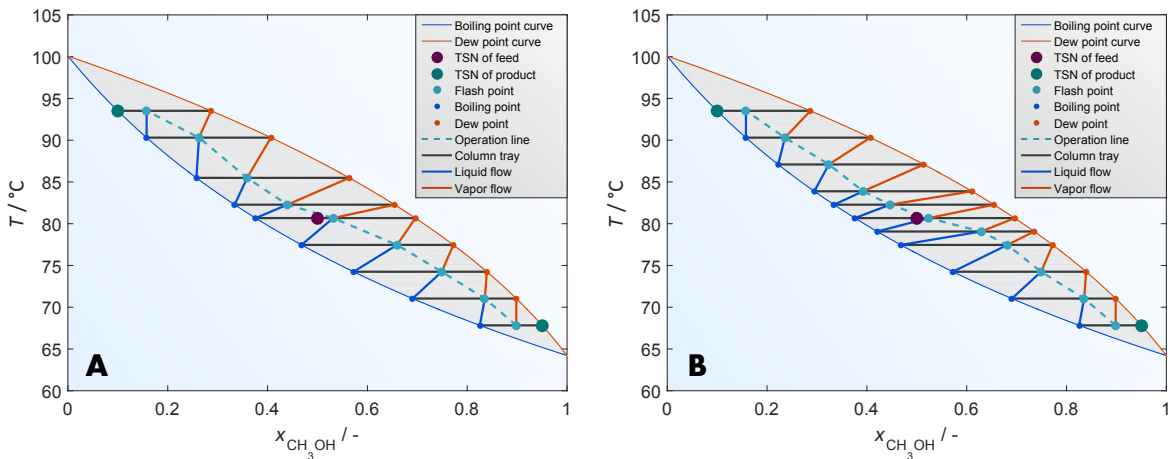 105
100
95
90
85
80
75
70
65
60
T / °C
0
0.2
0.4
0.6
0.8
1
x CH3OH / -
Boiling point curve
Dew point curve
TSN of feed
TSN of product
Flash point
Boiling point
Dew point
Operation line
Column tray
Liquid flow
Vapor flow
A
105
100
95
90
85
80
75
70
65
60
T / °C
0
0.2
0.4
0.6
0.8
1
x CH3OH / -
Boiling point curve
Dew point curve
TSN of feed
TSN of product
Flash point
Boiling point
Dew point
Operation line
Column tray
Liquid flow
Vapor flow
B